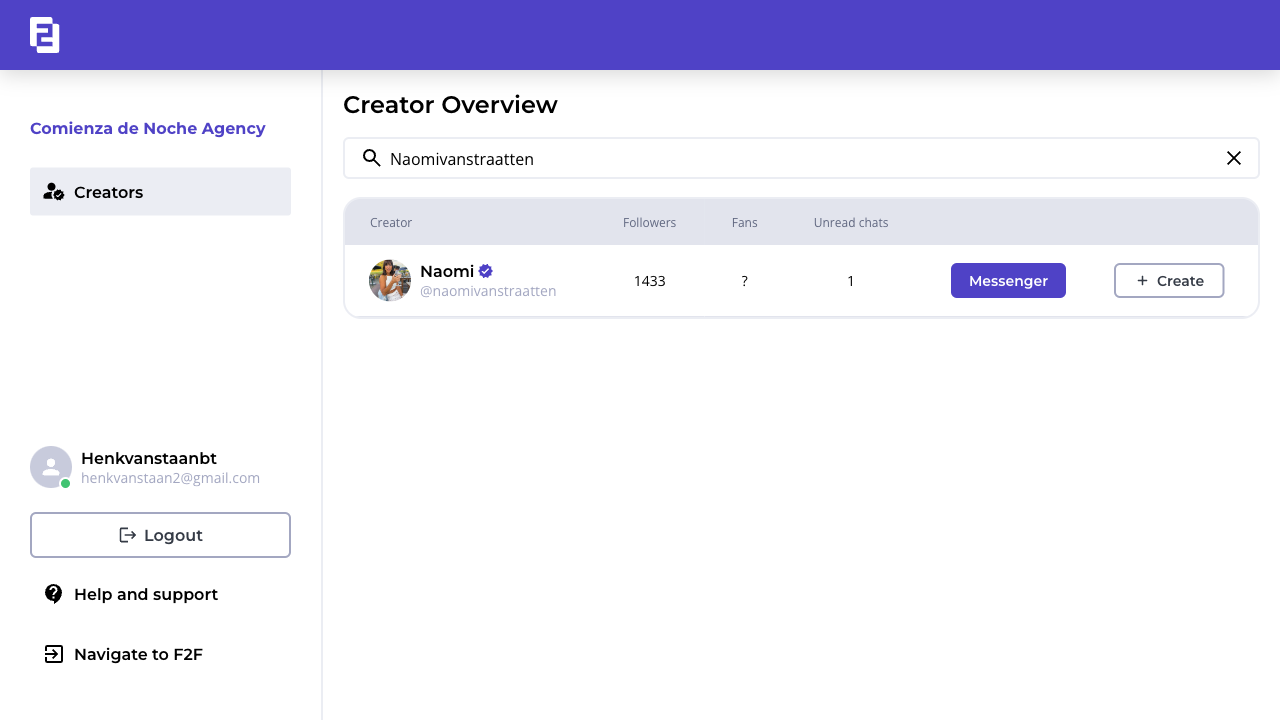 Comienza de Noche Agency
Creators
Henkvanstaanbt
henkvanstaan2@gmail.com
Logout
Help and support
Navigate to F2F
Creator Overview
Naomivanstraatten
Creator Followers Fans Unread chats
Naomi
@naomivanstraatten
1433 ? 1 Messenger + Create